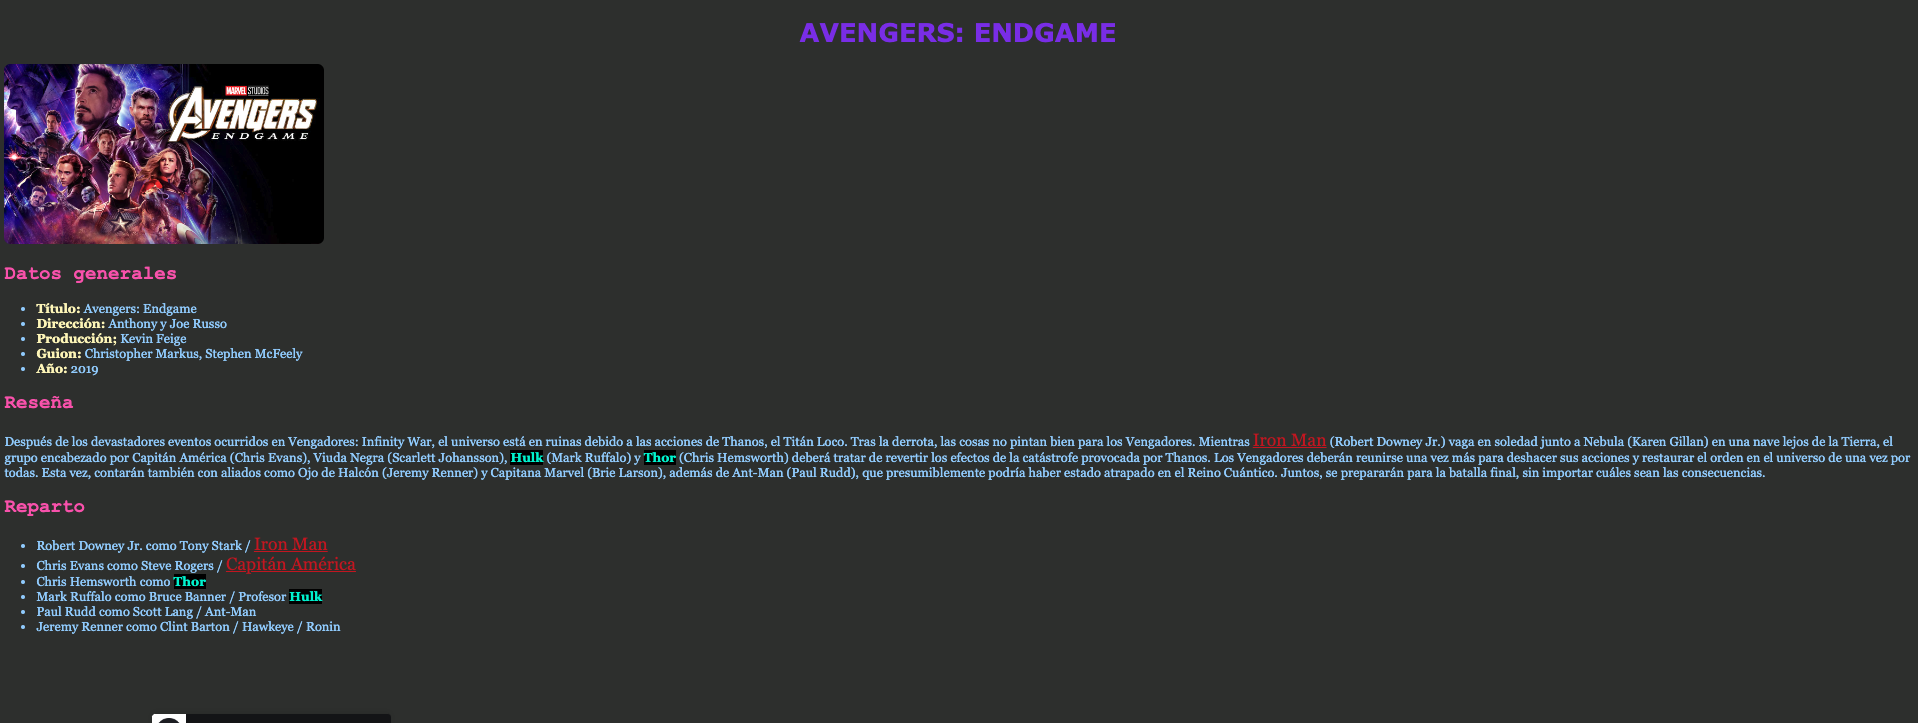 AVENGERS: ENDGAME
MARVEL STUDIOS
AVENGERS
ENDGAME
Datos generales
Título: Avengers: Endgame
Dirección: Anthony y Joe Russo
Producción; Kevin Feige
Guion: Christopher Markus, Stephen McFeely
Año: 2019
Reseña
Después de los devastadores eventos ocurridos en Vengadores: Infinity War, el universo está en ruinas debido a las acciones de Thanos, el Titán Loco. Tras la derrota, las cosas no pintan bien para los Vengadores. Mientras Iron Man (Robert Downey Jr.) vaga en soledad junto a Nebula (Karen Gillan) en una nave lejos de la Tierra, el
grupo encabezado por Capitán América (Chris Evans), Viuda Negra (Scarlett Johansson), Hulk (Mark Ruffalo) y Thor (Chris Hemsworth) deberá tratar de revertir los efectos de la catástrofe provocada por Thanos. Los Vengadores deberán reunirse una vez más para deshacer sus acciones y restaurar el orden en el universo de una vez por
todas. Esta vez, contarán también con aliados como Ojo de Halcón (Jeremy Renner) y Capitana Marvel (Brie Larson), además de Ant-Man (Paul Rudd), que presumiblemente podría haber estado atrapado en el Reino Cuántico. Juntos, se prepararán para la batalla final, sin importar cuáles sean las consecuencias.
Reparto
Robert Downey Jr. como Tony Stark / Iron Man
Chris Evans como Steve Rogers / Capitán América
Chris Hemsworth como Thor
Mark Ruffalo como Bruce Banner / Profesor Hulk
Paul Rudd como Scott Lang / Ant-Man
Jeremy Renner como Clint Barton / Hawkeye / Ronin